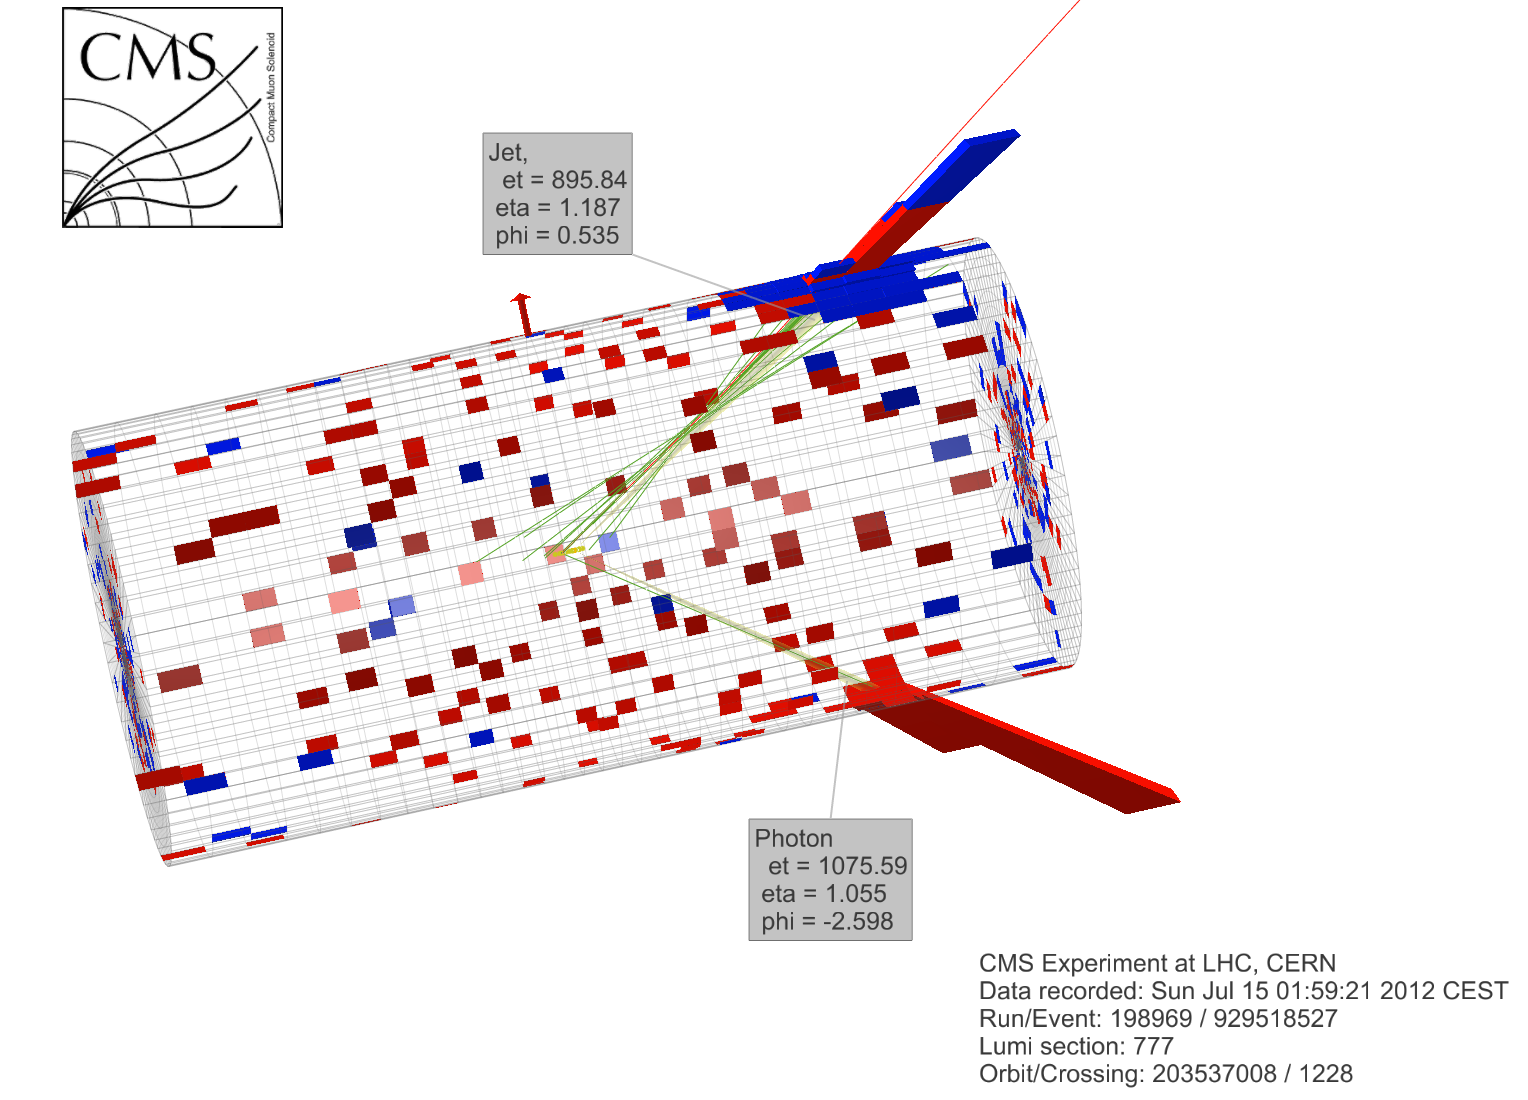 CMS
Compact Muon Solenoid
Jet,
et = 895.84
eta = 1.187
phi = 0.535
Photon
et = 1075.59
eta = 1.055
phi = -2.598
CMS Experiment at LHC, CERN
Data recorded: Sun Jul 15 01:59:21 2012 CEST
Run/Event: 198969 / 929518527
Lumi section: 777
Orbit/Crossing: 203537008 / 1228